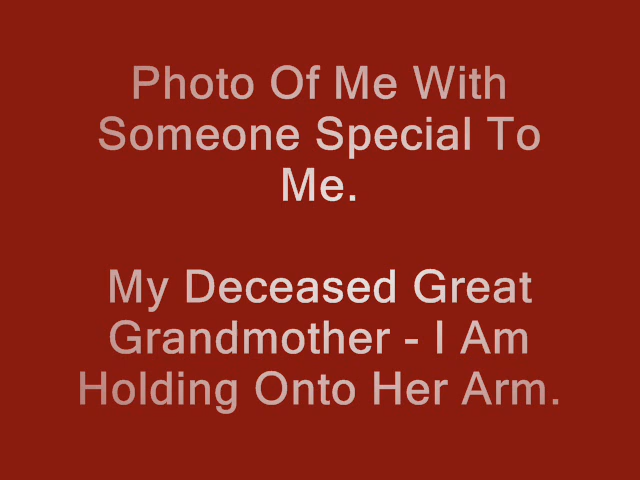 Photo Of Me With
Someone Special To
Me.
My Deceased Great
Grandmother - I Am
Holding Onto Her Arm.